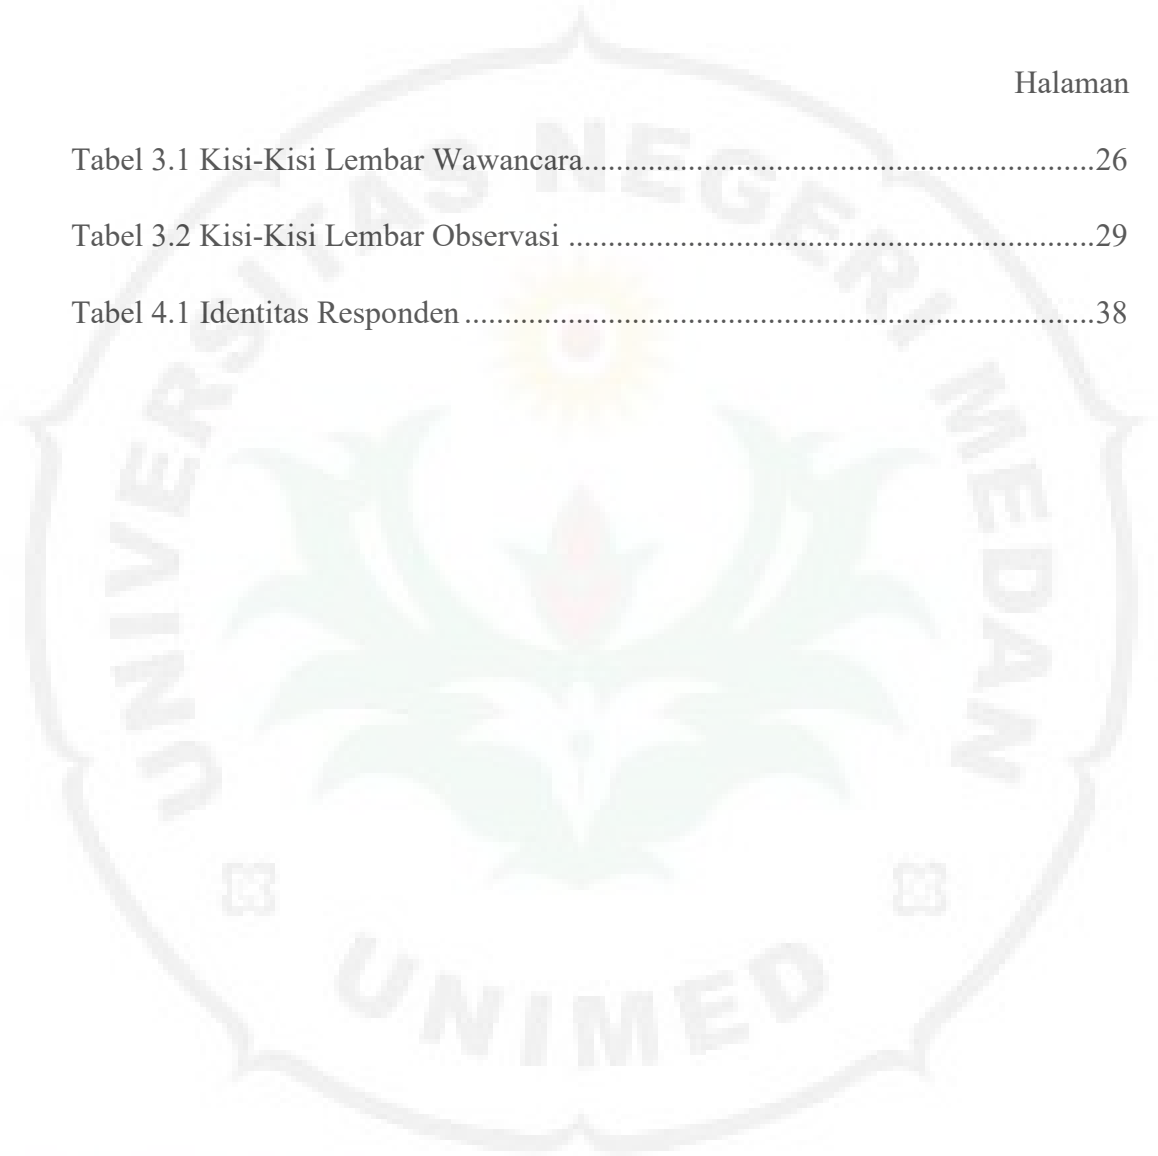 Halaman
Tabel 3.1 Kisi-Kisi Lembar Wawancara.................................................................26
Tabel 3.2 Kisi-Kisi Lembar Observasi ...................................................................29
Tabel 4.1 Identitas Responden................................................................................38
UNIVERSITAS NEGERI MEDAN
UNIMED